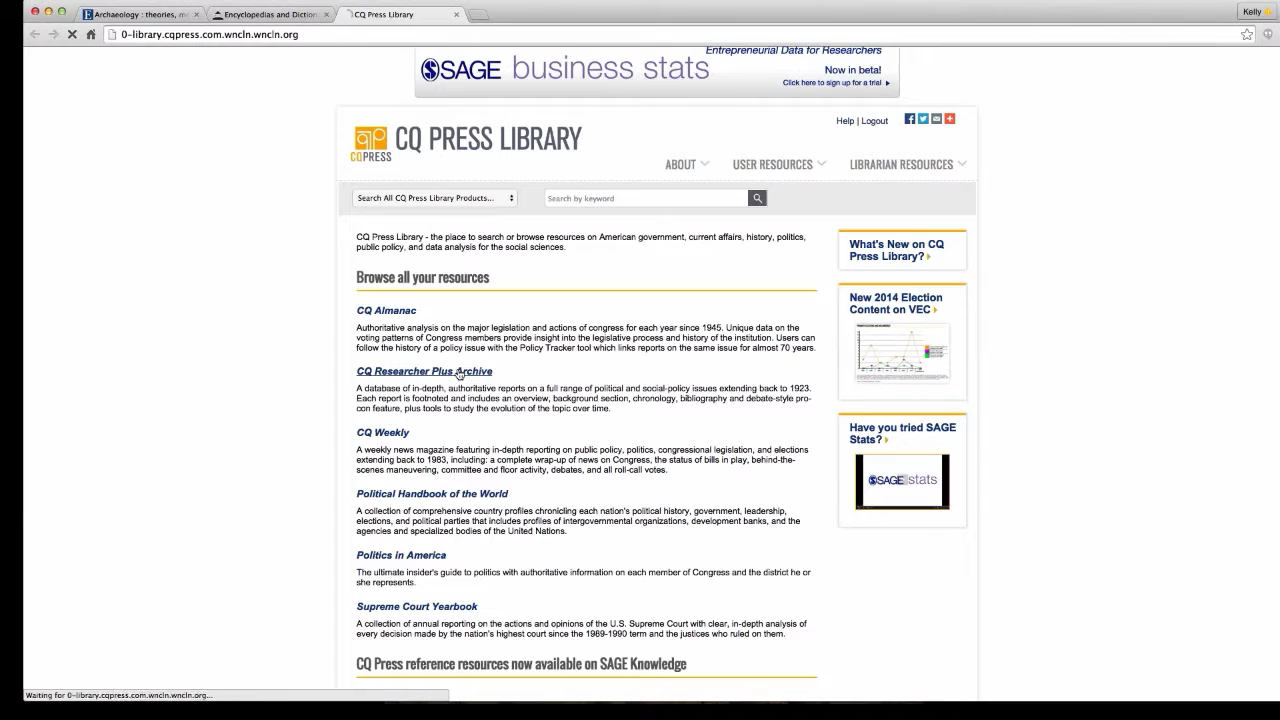 Archaeology : theories, m
Encyclopedias and Diction
CQ Press Library
Kelly
0-library.cqpress.com.wncln.wncln.org
Entrepreneurial Data for Researchers
SAGE business stats
Now in beta!
Click here to sign up for a trial
Help | Logout
CQ PRESS
CQ PRESS LIBRARY
ABOUT
USER RESOURCES
LIBRARIAN RESOURCES
Search All CQ Press Library Products...
Search by keyword
CQ Press Library - the place to search or browse resources on American government, current affairs, history, politics,
public policy, and data analysis for the social sciences.
Browse all your resources
CQ Almanac
Authoritative analysis on the major legislation and actions of congress for each year since 1945. Unique data on the
voting patterns of Congress members provide insight into the legislative process and history of the institution. Users can
follow the history of a policy issue with the Policy Tracker tool which links reports on the same issue for almost 70 years.
CQ Researcher Plus Archive
A database of in-depth, authoritative reports on a full range of political and social-policy issues extending back to 1923.
Each report is footnoted and includes an overview, background section, chronology, bibliography and debate-style pro-
con feature, plus tools to study the evolution of the topic over time.
CQ Weekly
A weekly news magazine featuring in-depth reporting on public policy, politics, congressional legislation, and elections
extending back to 1983, including: a complete wrap-up of news on Congress, the status of bills in play, behind-the-
scenes maneuvering, committee and floor activity, debates, and all roll-call votes.
Political Handbook of the World
A collection of comprehensive country profiles chronicling each nation's political history, government, leadership,
elections, and political parties that includes profiles of intergovernmental organizations, development banks, and the
agencies and specialized bodies of the United Nations.
Politics in America
The ultimate insider's guide to politics with authoritative information on each member of Congress and the district he or
she represents.
Supreme Court Yearbook
A collection of annual reporting on the actions and opinions of the U.S. Supreme Court with clear, in-depth analysis of
every decision made by the nation's highest court since the 1989-1990 term and the justices who ruled on them.
CQ Press reference resources now available on SAGE Knowledge
What's New on CQ
Press Library?
New 2014 Election
Content on VEC
Have you tried SAGE
Stats?
SAGE stats
Waiting for 0-library.cqpress.com.wncln.wncln.org...